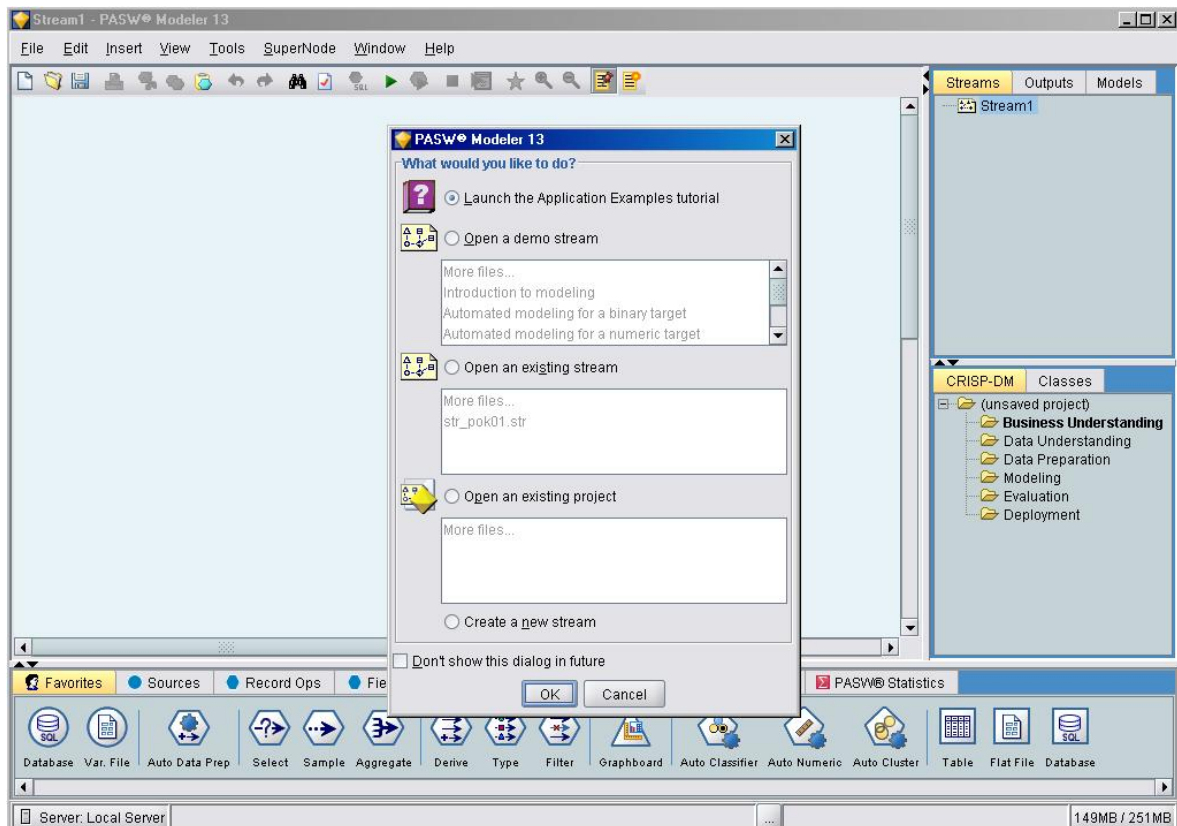 Stream1 - PASW® Modeler 13
File Edit Insert View Tools SuperNode Window Help
SQL
Streams Outputs Models
Stream1
PASW® Modeler 13
What would you like to do?
Launch the Application Examples tutorial
Open a demo stream
More files...
Introduction to modeling
Automated modeling for a binary target
Automated modeling for a numeric target
Open an existing stream
More files...
str_pok01.str
Open an existing project
More files...
Create a new stream
Don't show this dialog in future
OK Cancel
CRISP-DM Classes
(unsaved project)
Business Understanding
Data Understanding
Data Preparation
Modeling
Evaluation
Deployment
Favorites Sources Record Ops Fie PASW® Statistics
SQL SQL
Database Var. File Auto Data Prep Select Sample Aggregate Derive Type Filter Graphboard Auto Classifier Auto Numeric Auto Cluster Table Flat File Database
Server: Local Server ... 149MB / 251MB